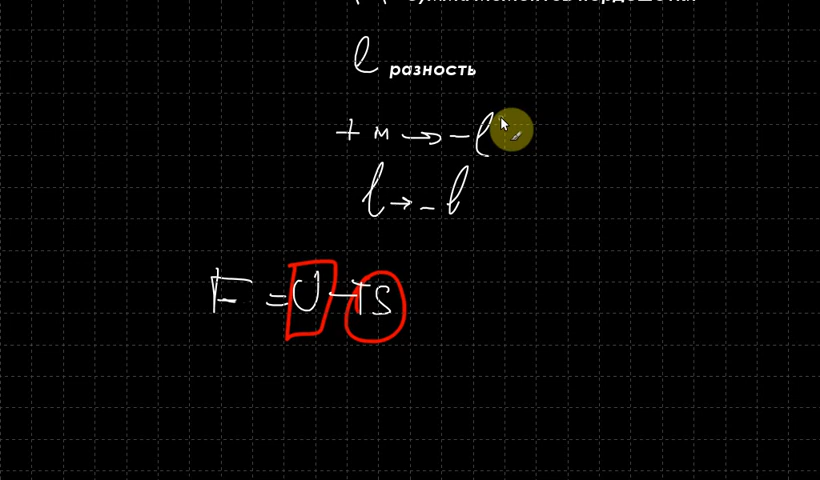 ℓ разность
+ м → - ℓ
ℓ → - ℓ
F = U - TS